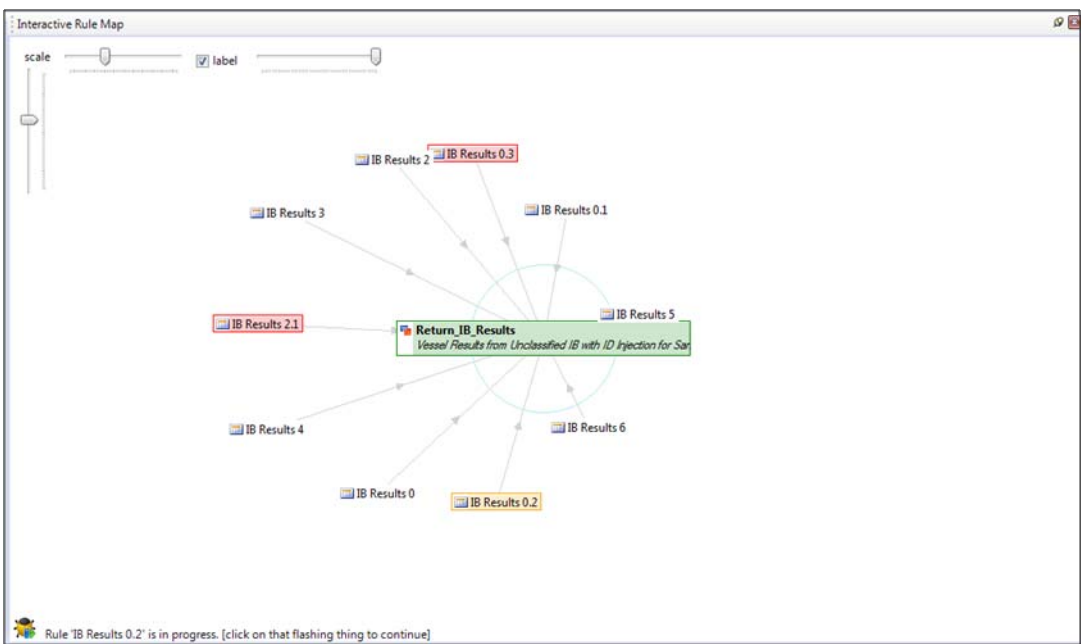 Interactive Rule Map
scale
label
IB Results 2
IB Results 0.3
IB Results 3
IB Results 0.1
IB Results 5
IB Results 2.1
Return_IB_Results
Vessel Results from Unclassified IB with ID Injection for Sar
IB Results 4
IB Results 6
IB Results 0
IB Results 0.2
Rule 'IB Results 0.2' is in progress. [click on that flashing thing to continue]